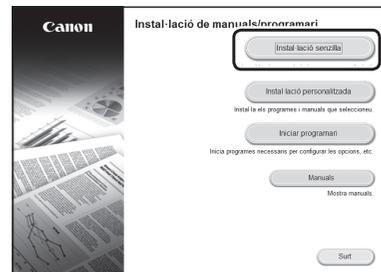 Canon
Instal·lació de manuals/programari
Instal·lació senzilla
Instal·lació personalitzada
Instal·la els programes i manuals que seleccioneu.
Iniciar programari
Inicia programes necessaris per configurar les opcions, etc.
Manuals
Mostra manuals.
Surt